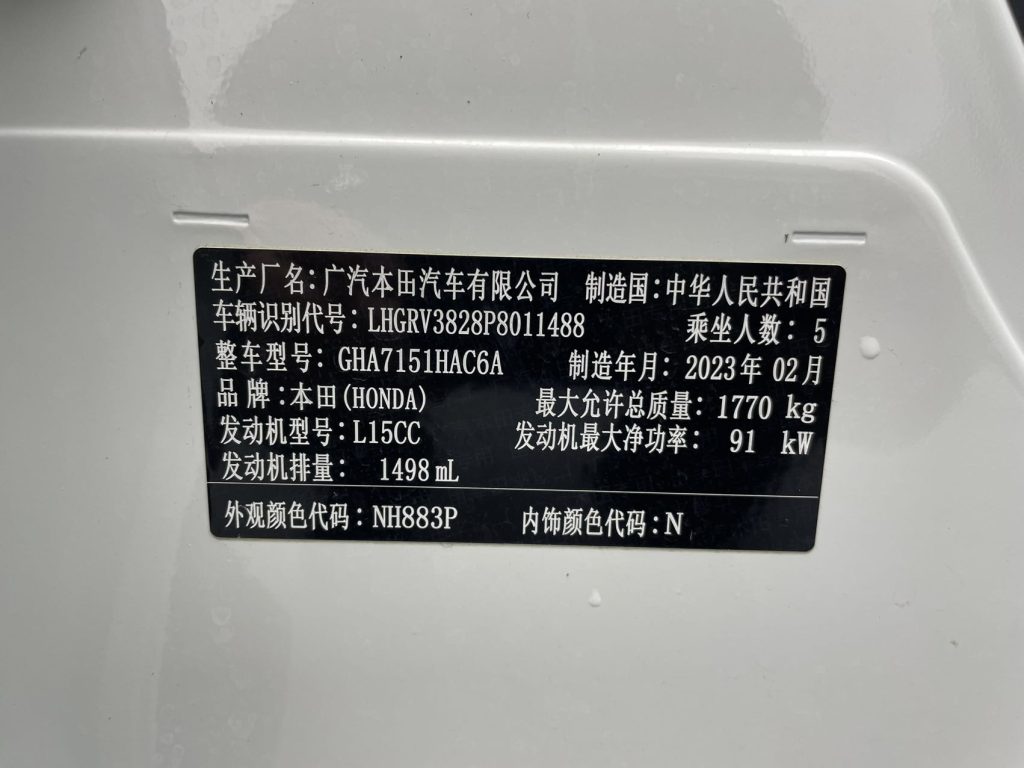 生产厂名:广汽本田汽车有限公司 制造国:中华人民共和国
车辆识别代号:LHGRV3828P8011488 乘坐人数: 5
整车型号: GHA7151HAC6A 制造年月: 2023年 02月
品 牌:本田(HONDA) 最大允许总质量: 1770 kg
发动机型号:L15CC 发动机最大净功率: 91 kW
发动机排量: 1498 mL
外观颜色代码:NH883P 内饰颜色代码:N